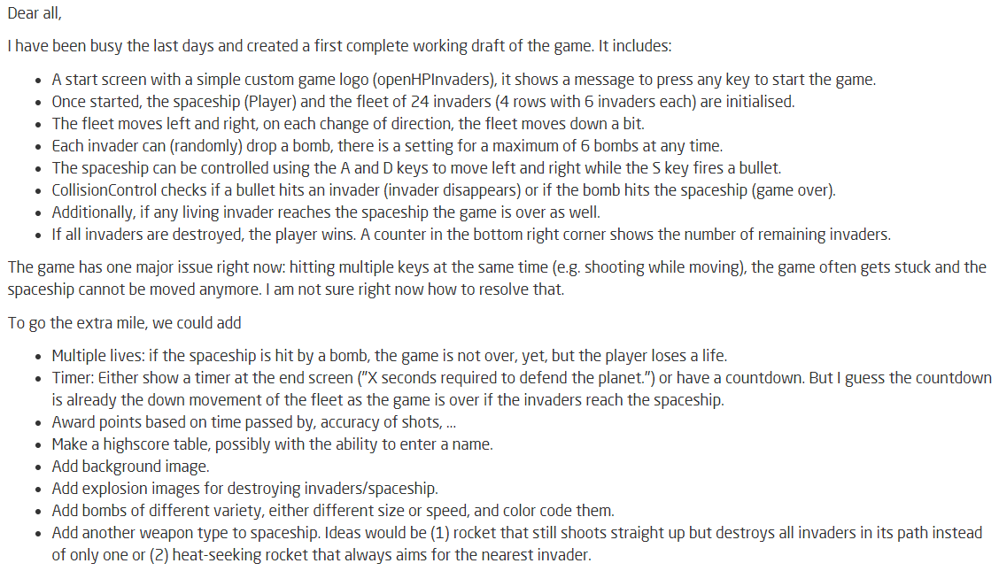 Dear all,
I have been busy the last days and created a first complete working draft of the game. It includes:
• A start screen with a simple custom game logo (openHPInvaders), it shows a message to press any key to start the game.
• Once started, the spaceship (Player) and the fleet of 24 invaders (4 rows with 6 invaders each) are initialised.
• The fleet moves left and right, on each change of direction, the fleet moves down a bit.
• Each invader can (randomly) drop a bomb, there is a setting for a maximum of 6 bombs at any time.
• The spaceship can be controlled using the A and D keys to move left and right while the S key fires a bullet.
• CollisionControl checks if a bullet hits an invader (invader disappears) or if the bomb hits the spaceship (game over).
• Additionally, if any living invader reaches the spaceship the game is over as well.
• If all invaders are destroyed, the player wins. A counter in the bottom right corner shows the number of remaining invaders.
The game has one major issue right now: hitting multiple keys at the same time (e.g. shooting while moving), the game often gets stuck and the
spaceship cannot be moved anymore. I am not sure right now how to resolve that.
To go the extra mile, we could add
• Multiple lives: if the spaceship is hit by a bomb, the game is not over, yet, but the player loses a life.
• Timer: Either show a timer at the end screen ("X seconds required to defend the planet.") or have a countdown. But I guess the countdown
is already the down movement of the fleet as the game is over if the invaders reach the spaceship.
• Award points based on time passed by, accuracy of shots, ...
• Make a highscore table, possibly with the ability to enter a name.
• Add background image.
• Add explosion images for destroying invaders/spaceship.
• Add bombs of different variety, either different size or speed, and color code them.
• Add another weapon type to spaceship. Ideas would be (1) rocket that still shoots straight up but destroys all invaders in its path instead
of only one or (2) heat-seeking rocket that always aims for the nearest invader.